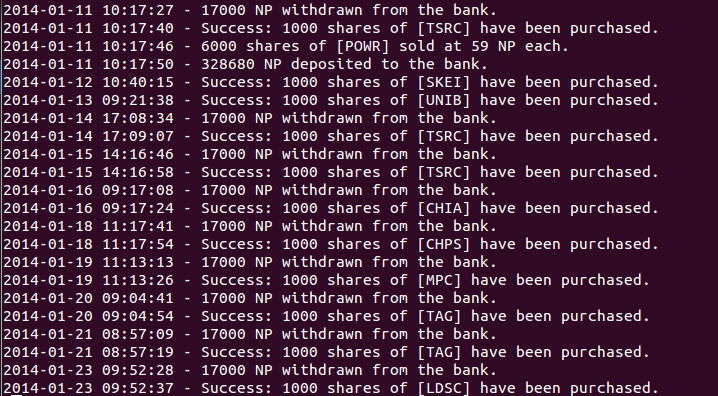 2014-01-11 10:17:27 - 17000 NP withdrawn from the bank.
2014-01-11 10:17:40 - Success: 1000 shares of [TSRC] have been purchased.
2014-01-11 10:17:46 - 6000 shares of [POWR] sold at 59 NP each.
2014-01-11 10:17:50 - 328680 NP deposited to the bank.
2014-01-12 10:40:15 - Success: 1000 shares of [SKEI] have been purchased.
2014-01-13 09:21:38 - Success: 1000 shares of [UNIB] have been purchased.
2014-01-14 17:08:34 - 17000 NP withdrawn from the bank.
2014-01-14 17:09:07 - Success: 1000 shares of [TSRC] have been purchased.
2014-01-15 14:16:46 - 17000 NP withdrawn from the bank.
2014-01-15 14:16:58 - Success: 1000 shares of [TSRC] have been purchased.
2014-01-16 09:17:08 - 17000 NP withdrawn from the bank.
2014-01-16 09:17:24 - Success: 1000 shares of [CHIA] have been purchased.
2014-01-18 11:17:41 - 17000 NP withdrawn from the bank.
2014-01-18 11:17:54 - Success: 1000 shares of [CHPS] have been purchased.
2014-01-19 11:13:13 - 17000 NP withdrawn from the bank.
2014-01-19 11:13:26 - Success: 1000 shares of [MPC] have been purchased.
2014-01-20 09:04:41 - 17000 NP withdrawn from the bank.
2014-01-20 09:04:54 - Success: 1000 shares of [TAG] have been purchased.
2014-01-21 08:57:09 - 17000 NP withdrawn from the bank.
2014-01-21 08:57:19 - Success: 1000 shares of [TAG] have been purchased.
2014-01-23 09:52:28 - 17000 NP withdrawn from the bank.
2014-01-23 09:52:37 - Success: 1000 shares of [LDSC] have been purchased.